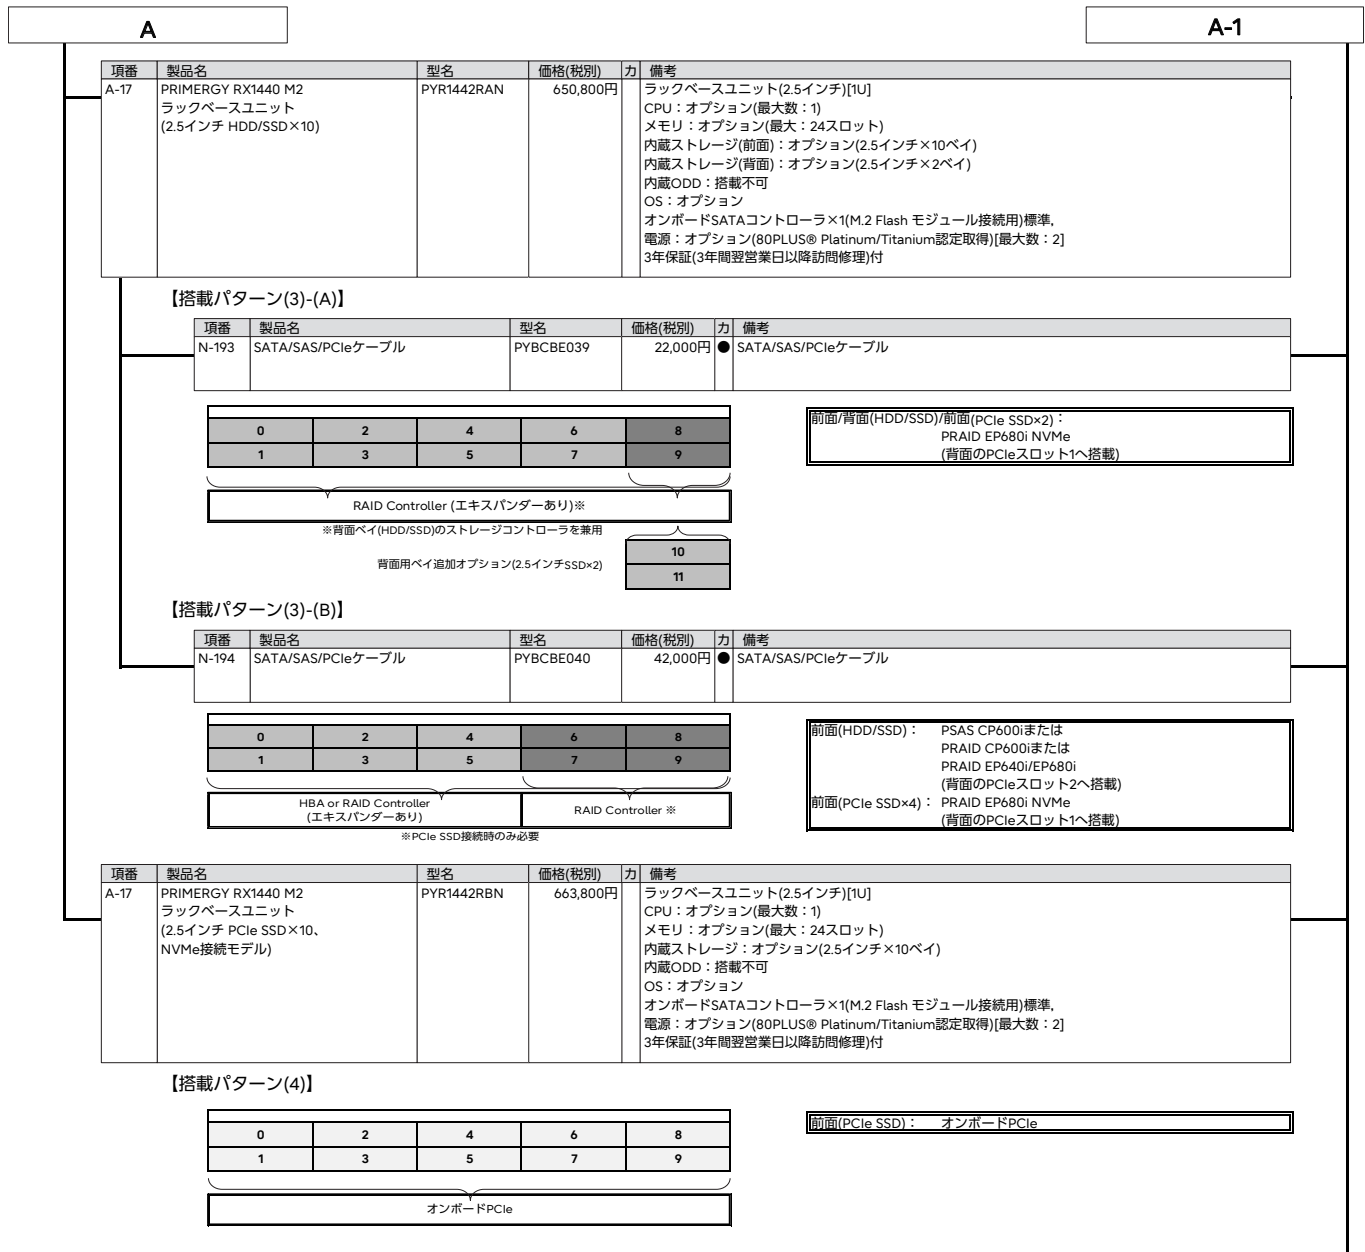 A
A-1
項番 製品名 型名 価格(税別) カ 備考
A-17 PRIMERGY RX1440 M2 PYR1442RAN 650,800円 ラックベースユニット(2.5インチ)[1U]
ラックベースユニット CPU：オプション(最大数：1)
(2.5インチ HDD/SSD×10) メモリ：オプション(最大：24スロット)
内蔵ストレージ(前面)：オプション(2.5インチ×10ベイ)
内蔵ストレージ(背面)：オプション(2.5インチ×2ベイ)
内蔵ODD：搭載不可
OS：オプション
オンボードSATAコントローラ×1(M.2 Flash モジュール接続用)標準,
電源：オプション(80PLUS® Platinum/Titanium認定取得)[最大数：2]
3年保証(3年間翌営業日以降訪問修理)付
【搭載パターン(3)-(A)】
項番 製品名 型名 価格(税別) カ 備考
N-193 SATA/SAS/PCIeケーブル PYBCBE039 22,000円 ● SATA/SAS/PCIeケーブル
0 2 4 6 8
1 3 5 7 9
RAID Controller (エキスパンダーあり)※
※背面ベイ(HDD/SSD)のストレージコントローラを兼用
背面用ベイ追加オプション(2.5インチSSD×2)
10
11
前面/背面(HDD/SSD)/前面(PCIe SSD×2)：
PRAID EP680i NVMe
(背面のPCIeスロット1へ搭載)
【搭載パターン(3)-(B)】
項番 製品名 型名 価格(税別) カ 備考
N-194 SATA/SAS/PCIeケーブル PYBCBE040 42,000円 ● SATA/SAS/PCIeケーブル
0 2 4 6 8
1 3 5 7 9
HBA or RAID Controller
(エキスパンダーあり)
RAID Controller ※
※PCIe SSD接続時のみ必要
前面(HDD/SSD)： PSAS CP600iまたは
PRAID CP600iまたは
PRAID EP640i/EP680i
(背面のPCIeスロット2へ搭載)
前面(PCIe SSD×4)： PRAID EP680i NVMe
(背面のPCIeスロット1へ搭載)
項番 製品名 型名 価格(税別) カ 備考
A-17 PRIMERGY RX1440 M2 PYR1442RBN 663,800円 ラックベースユニット(2.5インチ)[1U]
ラックベースユニット CPU：オプション(最大数：1)
(2.5インチ PCIe SSD×10、 メモリ：オプション(最大：24スロット)
NVMe接続モデル) 内蔵ストレージ：オプション(2.5インチ×10ベイ)
内蔵ODD：搭載不可
OS：オプション
オンボードSATAコントローラ×1(M.2 Flash モジュール接続用)標準,
電源：オプション(80PLUS® Platinum/Titanium認定取得)[最大数：2]
3年保証(3年間翌営業日以降訪問修理)付
【搭載パターン(4)】
0 2 4 6 8
1 3 5 7 9
オンボードPCIe
前面(PCIe SSD)： オンボードPCIe